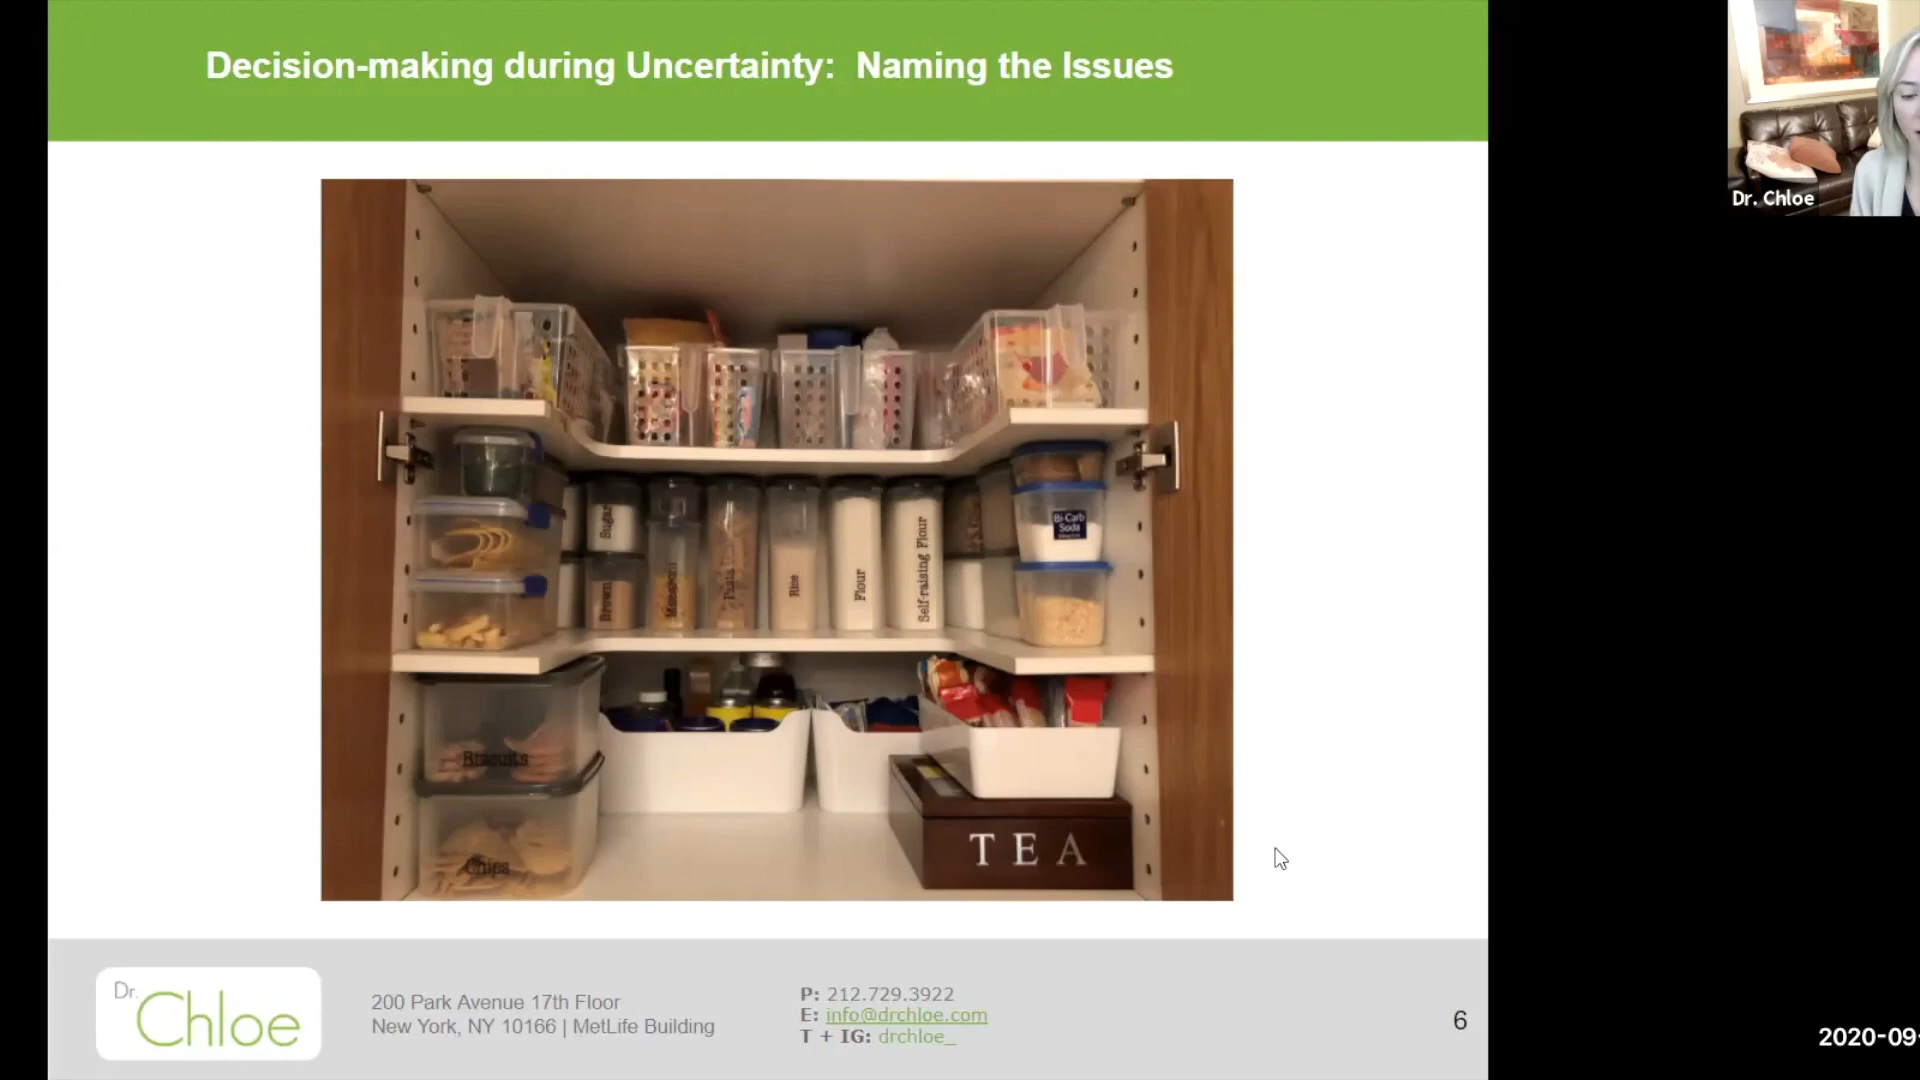 Decision-making during Uncertainty: Naming the Issues
Dr. Chloe
Sugar
Brown
Macaroni
Pasta
Rice
Flour
Self-raising Flour
Bi-Carb
Soda
Biscuits
Chips
TEA
Dr.
Chloe
200 Park Avenue 17th Floor
New York, NY 10166 | MetLife Building
P: 212.729.3922
E: info@drchloe.com
T + IG: drchloe_
6
2020-09-